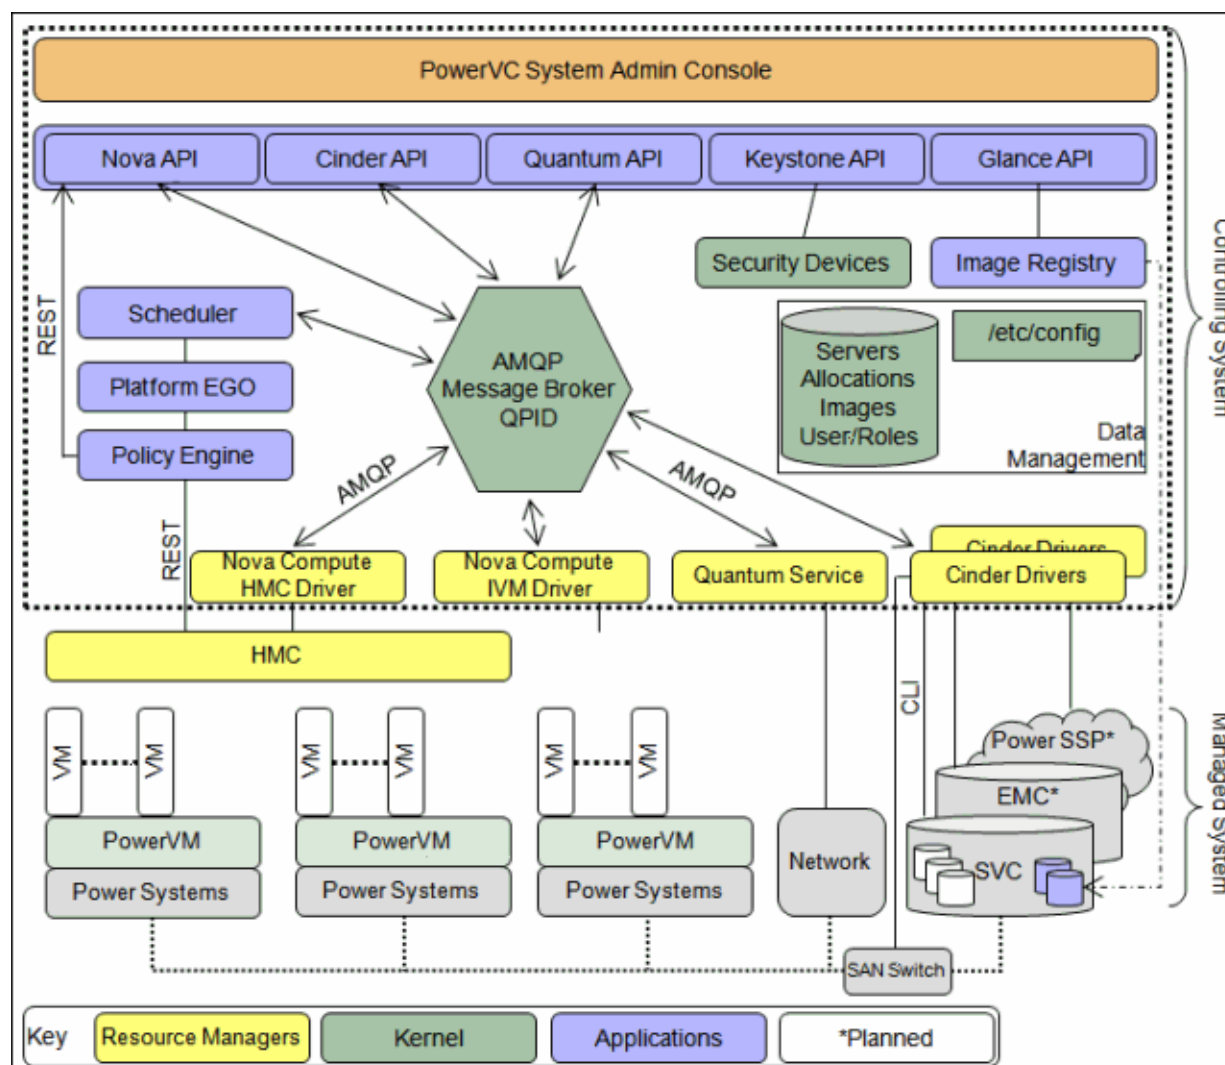 PowerVC System Admin Console
Nova API
Cinder API
Quantum API
Keystone API
Glance API
Security Devices
Image Registry
REST
Scheduler
Platform EGO
Policy Engine
AMQP
Message Broker
QPID
Servers
Allocations
Images
User/Roles
/etc/config
Data
Management
Controlling System
AMQP
AMQP
REST
Nova Compute
HMC Driver
Nova Compute
IVM Driver
Quantum Service
Cinder Drivers
Cinder Drivers
HMC
CLI
VM
VM
VM
VM
VM
VM
PowerVM
PowerVM
PowerVM
Power Systems
Power Systems
Power Systems
Network
Power SSP*
EMC*
SVC
Managed System
SAN Switch
Key
Resource Managers
Kernel
Applications
*Planned